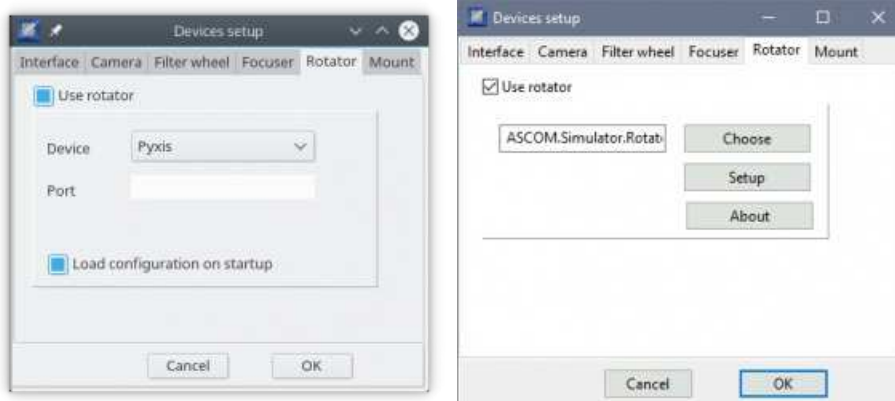 Devices setup
Interface Camera Filter wheel Focuser Rotator Mount
Use rotator
Device Pyxis
Port
Load configuration on startup
Cancel OK
Devices setup
Interface Camera Filter wheel Focuser Rotator Mount
Use rotator
ASCOM.Simulator.Rotat Choose
Setup
About
Cancel OK